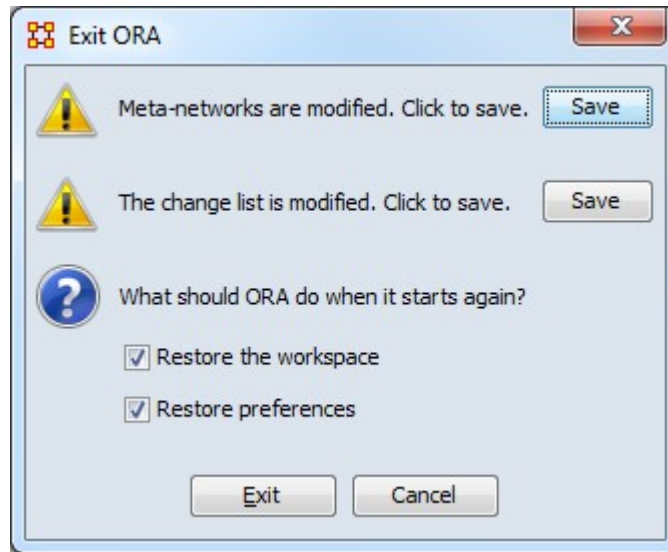 Exit ORA
Meta-networks are modified. Click to save. Save
The change list is modified. Click to save. Save
What should ORA do when it starts again?
Restore the workspace
Restore preferences
Exit Cancel